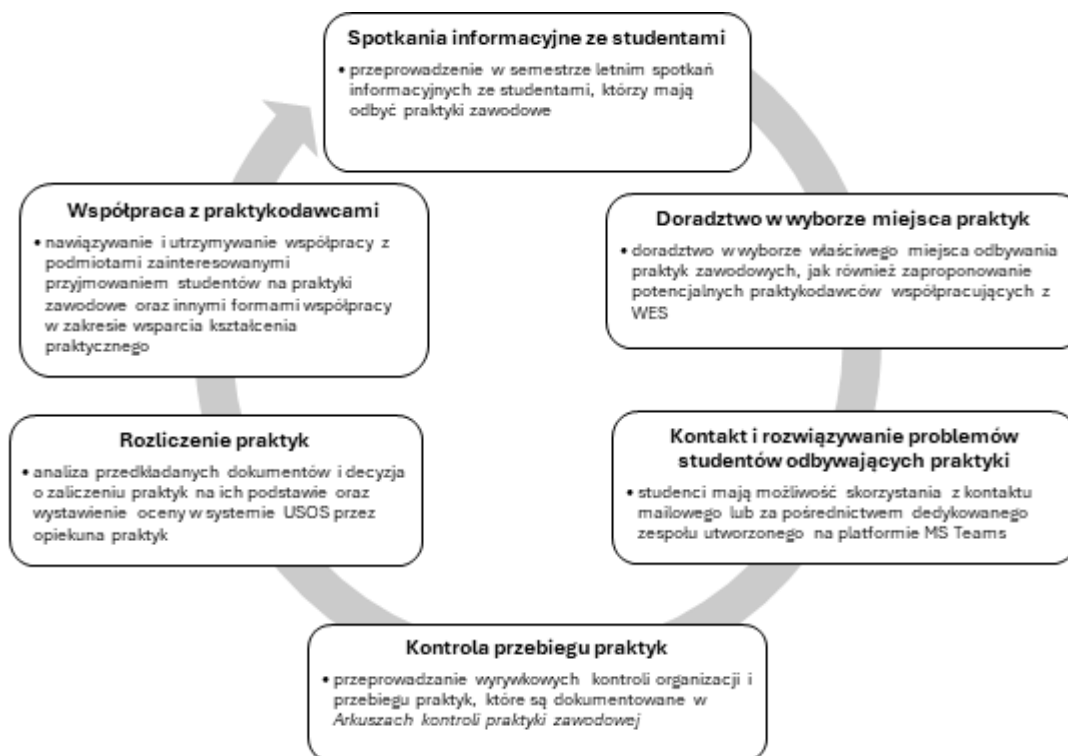 Spotkania informacyjne ze studentami
• przeprowadzenie w semestrze letnim spotkań
informacyjnych ze studentami, którzy mają
odbyć praktyki zawodowe
Doradztwo w wyborze miejsca praktyk
• doradztwo w wyborze właściwego miejsca odbywania
praktyk zawodowych, jak również zaproponowanie
potencjalnych praktykodawców współpracujących z
WES
Kontakt i rozwiązywanie problemów
studentów odbywających praktyki
• studenci mają możliwość skorzystania z kontaktu
mailowego lub za pośrednictwem dedykowanego
zespołu utworzonego na platformie MS Teams
Kontrola przebiegu praktyk
• przeprowadzanie wyrywkowych kontroli organizacji i
przebiegu praktyk, które są dokumentowane w
Arkuszach kontroli praktyki zawodowej
Rozliczenie praktyk
• analiza przedkładanych dokumentów i decyzja
o zaliczeniu praktyk na ich podstawie oraz
wystawienie oceny w systemie USOS przez
opiekuna praktyk
Współpraca z praktykodawcami
• nawiązywanie i utrzymywanie współpracy z
podmiotami zainteresowanymi
przyjmowaniem studentów na praktyki
zawodowe oraz innymi formami współpracy
w zakresie wsparcia kształcenia
praktycznego